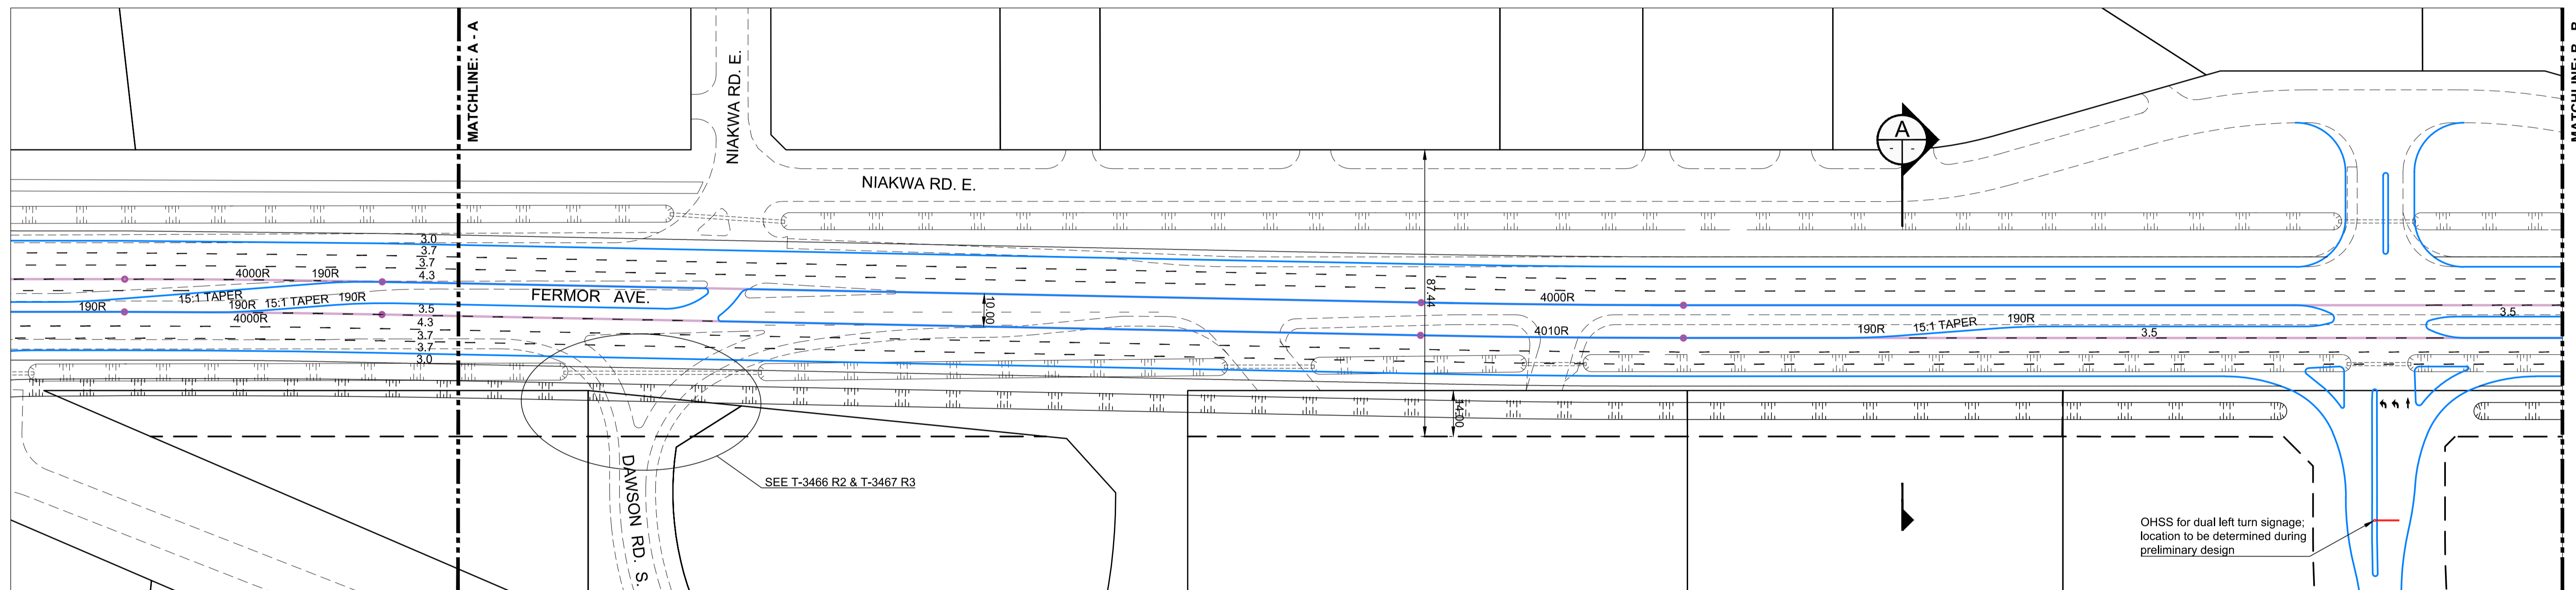 MATCHLINE: A - A
NIAKWA RD. E.
MATCHLINE: B - B
A
- -
NIAKWA RD. E.
3.0
3.7
3.7
4.3
4000R
190R
15:1 TAPER
190R
15:1 TAPER
190R
190R
4000R
FERMOR AVE.
3.5
4.3
3.7
3.7
3.0
10.00
87.44
4000R
4010R
190R
15:1 TAPER
190R
3.5
3.5
14.00
DAWSON RD. S.
SEE T-3466 R2 & T-3467 R3
OHSS for dual left turn signage;
location to be determined during
preliminary design